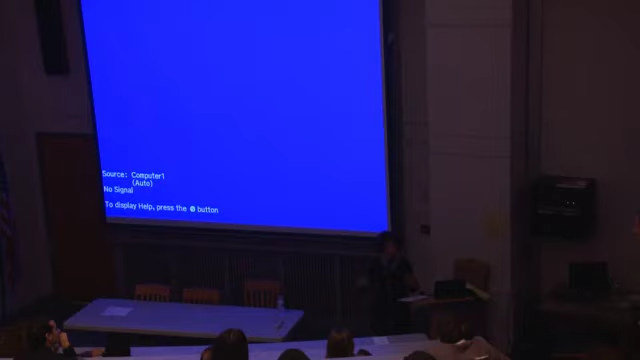 Source: Computer1
(Auto)
No Signal
To display Help, press the button